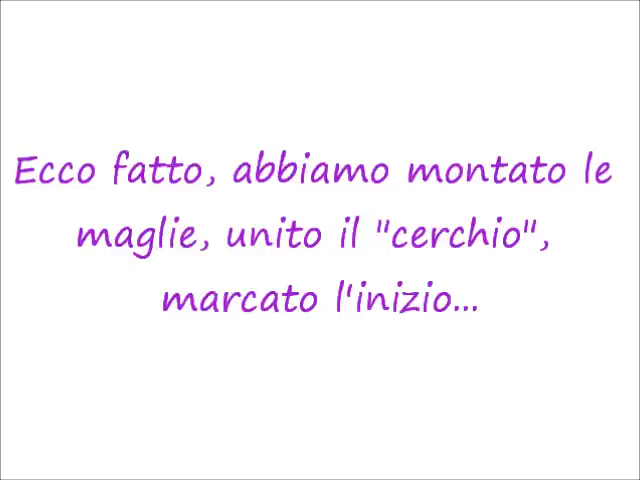 Ecco fatto, abbiamo montato le
maglie, unito il "cerchio",
marcato l'inizio...